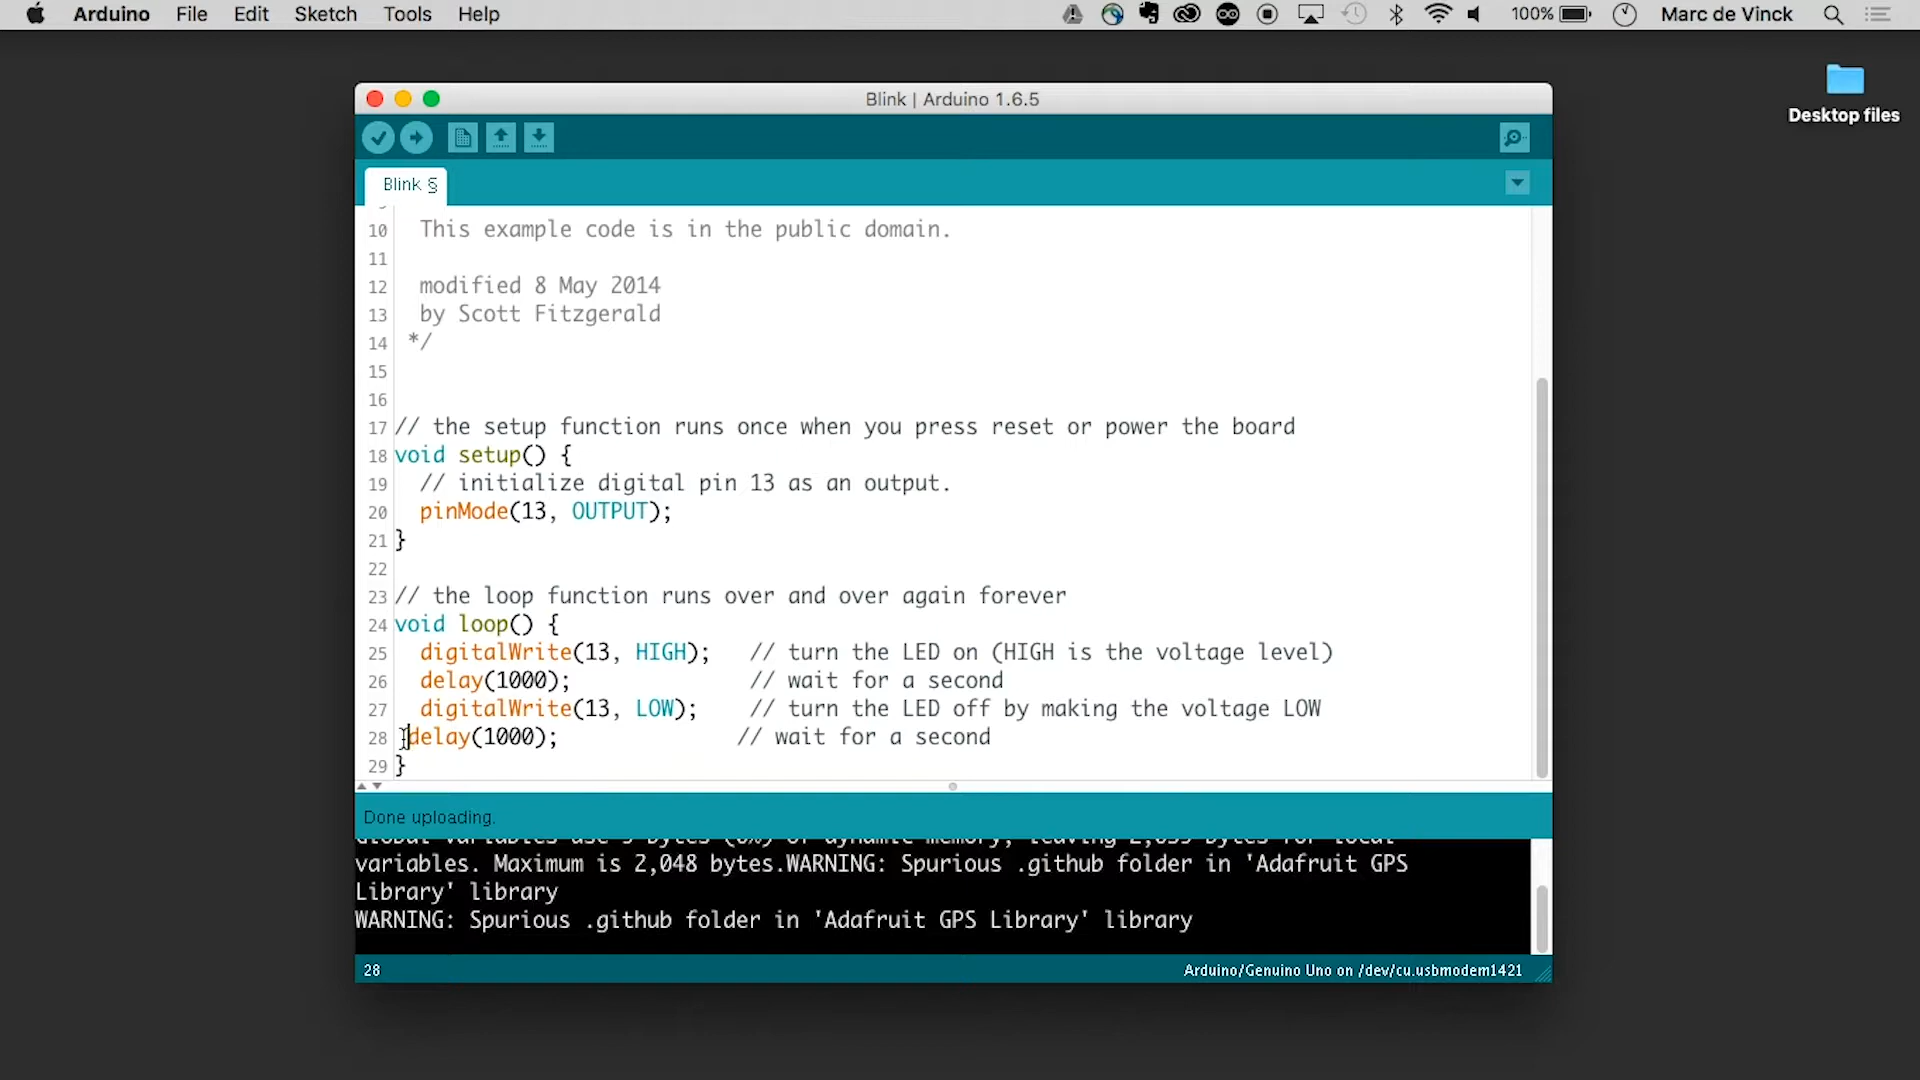 Arduino File Edit Sketch Tools Help 100% Marc de Vinck
Desktop files
Blink | Arduino 1.6.5
Blink §
10 This example code is in the public domain.
11
12 modified 8 May 2014
13 by Scott Fitzgerald
14 */
15
16
17 // the setup function runs once when you press reset or power the board
18 void setup() {
19 // initialize digital pin 13 as an output.
20 pinMode(13, OUTPUT);
21 }
22
23 // the loop function runs over and over again forever
24 void loop() {
25 digitalWrite(13, HIGH); // turn the LED on (HIGH is the voltage level)
26 delay(1000); // wait for a second
27 digitalWrite(13, LOW); // turn the LED off by making the voltage LOW
28 delay(1000); // wait for a second
29 }
Done uploading.
variables. Maximum is 2,048 bytes.WARNING: Spurious .github folder in 'Adafruit GPS
Library' library
WARNING: Spurious .github folder in 'Adafruit GPS Library' library
28 Arduino/Genuino Uno on /dev/cu.usbmodem1421